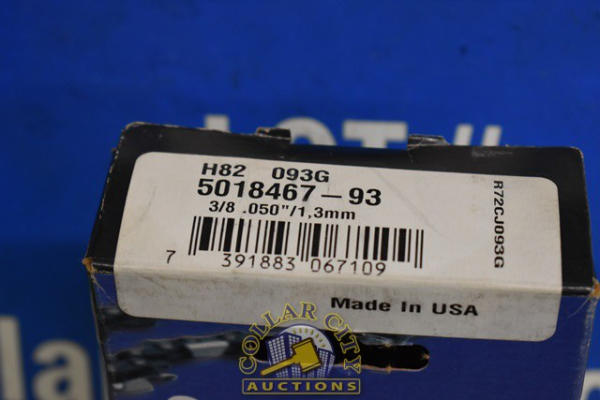 LOT #
H82 093G
5018467-93
3/8 .050"/1,3mm
7 391883 067109
R72CJ093G
Made In USA
COLLAR CITY
AUCTIONS